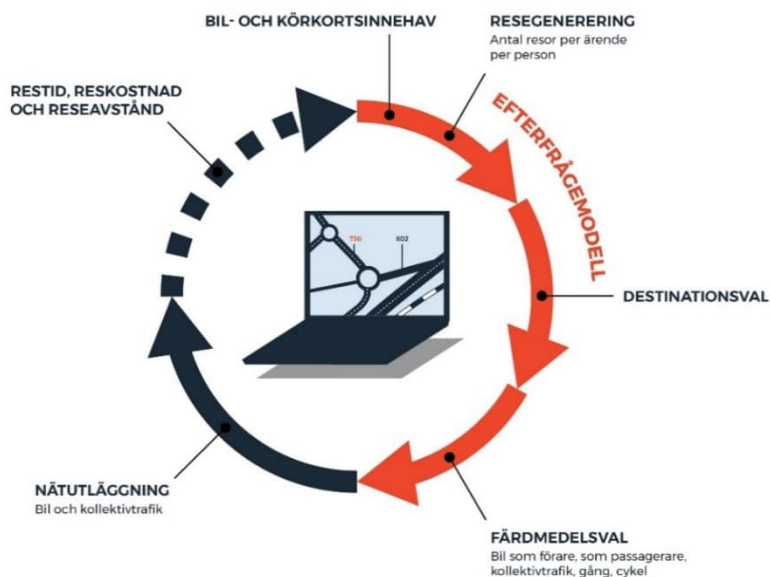 BIL- OCH KÖRKORTSINNEHAV
RESEGENERERING
Antal resor per ärende
per person
RESTID, RESKOSTNAD
OCH RESEAVSTÅND
EFTERFRÅGEMODELL
730
602
DESTINATIONSVAL
NÄTUTLÄGGNING
Bil och kollektivtrafik
FÄRDMEDELSVAL
Bil som förare, som passagerare,
kollektivtrafik, gång, cykel